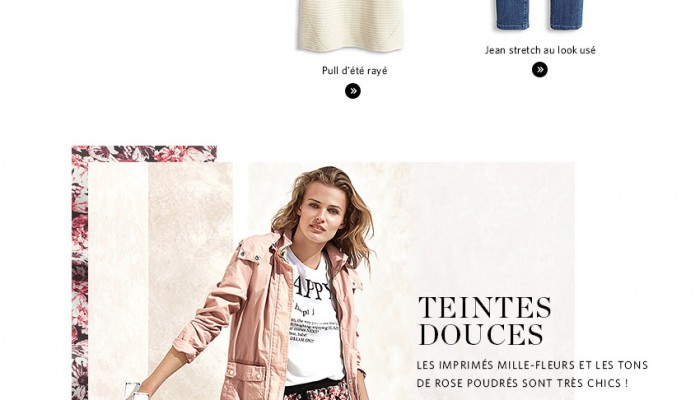 Jean stretch au look usé
Pull d'été rayé
APPY
TEINTES
DOUCES
LES IMPRIMÉS MILLE-FLEURS ET LES TONS
DE ROSE POUDRÉS SONT TRÈS CHICS !